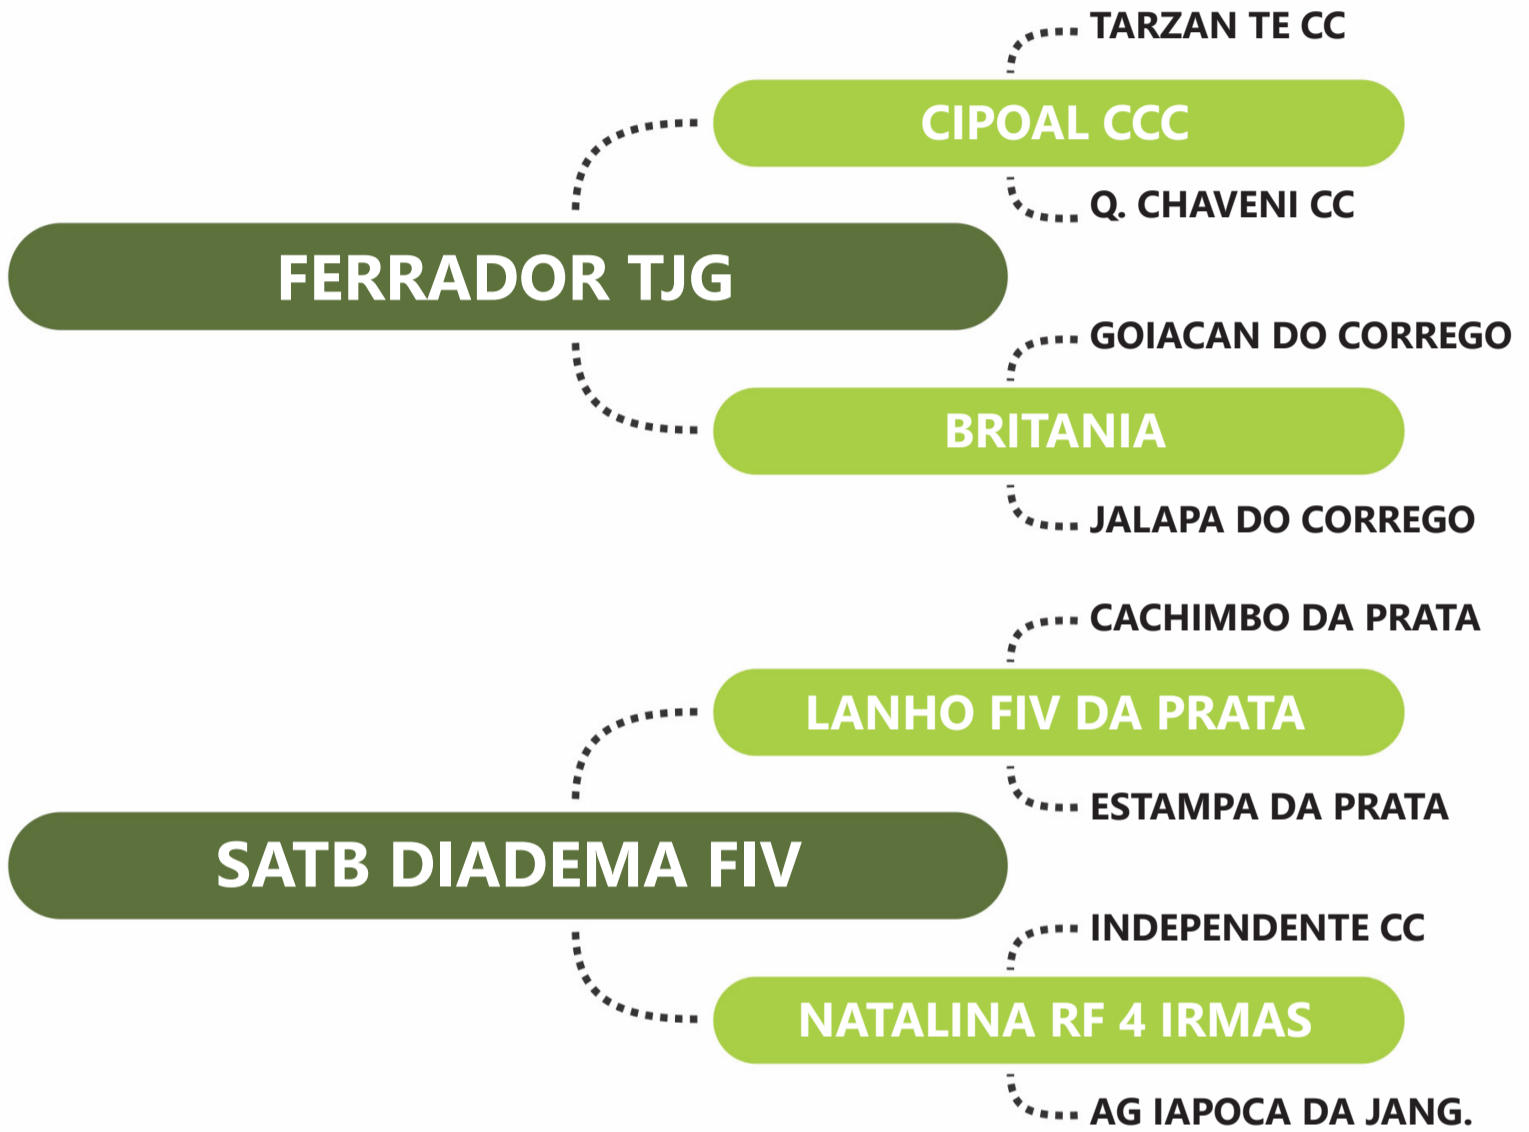 TARZAN TE CC
CIPOAL CCC
Q. CHAVENI CC
FERRADOR TJG
GOIACAN DO CORREGO
BRITANIA
JALAPA DO CORREGO
CACHIMBO DA PRATA
LANHO FIV DA PRATA
ESTAMPA DA PRATA
SATB DIADEMA FIV
INDEPENDENTE CC
NATALINA RF 4 IRMAS
AG IAPOCA DA JANG.